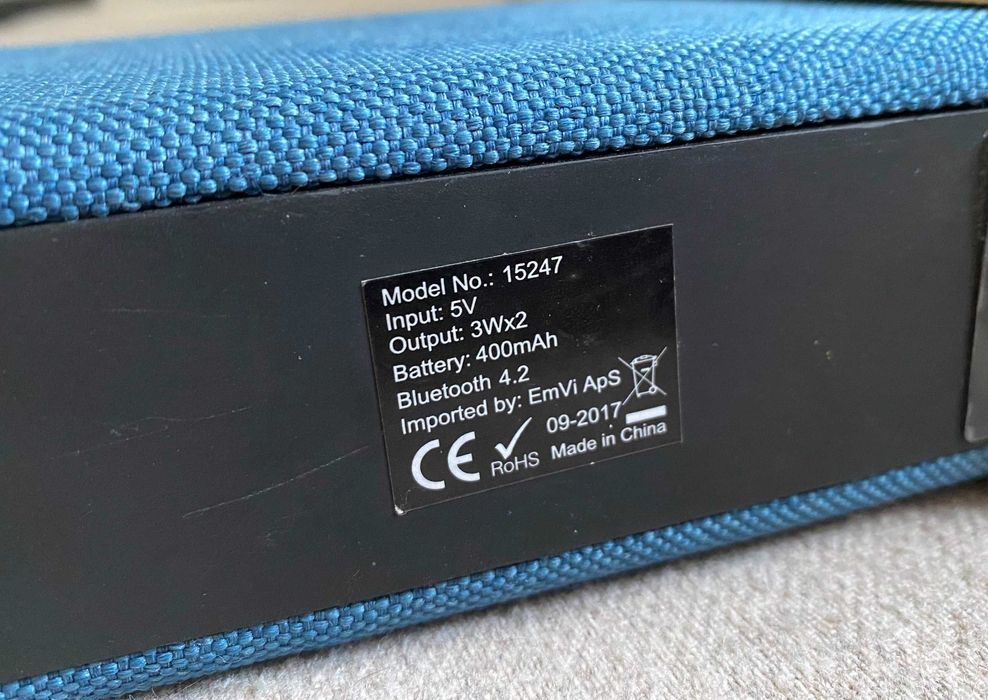 Model No.: 15247
Input: 5V
Output: 3Wx2
Battery: 400mAh
Bluetooth 4.2
Imported by: EmVi ApS
CE RoHS 09-2017
Made in China